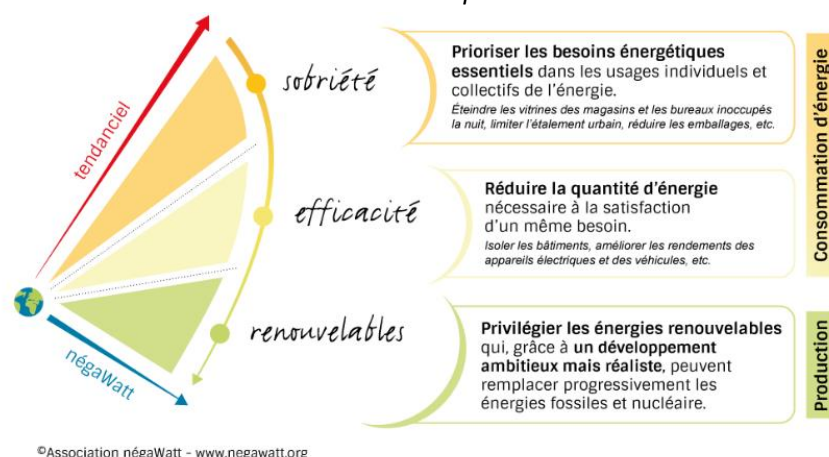 tendanciel
négaWatt
sobriété
Prioriser les besoins énergétiques
essentiels dans les usages individuels et
collectifs de l'énergie.
Éteindre les vitrines des magasins et les bureaux inoccupés
la nuit, limiter l'étalement urbain, réduire les emballages, etc.
efficacité
Réduire la quantité d'énergie
nécessaire à la satisfaction
d'un même besoin.
Isoler les bâtiments, améliorer les rendements des
appareils électriques et des véhicules, etc.
Consommation d'énergie
renouvelables
Privilégier les énergies renouvelables
qui, grâce à un développement
ambitieux mais réaliste, peuvent
remplacer progressivement les
énergies fossiles et nucléaire.
Production
©Association négaWatt - www.negawatt.org